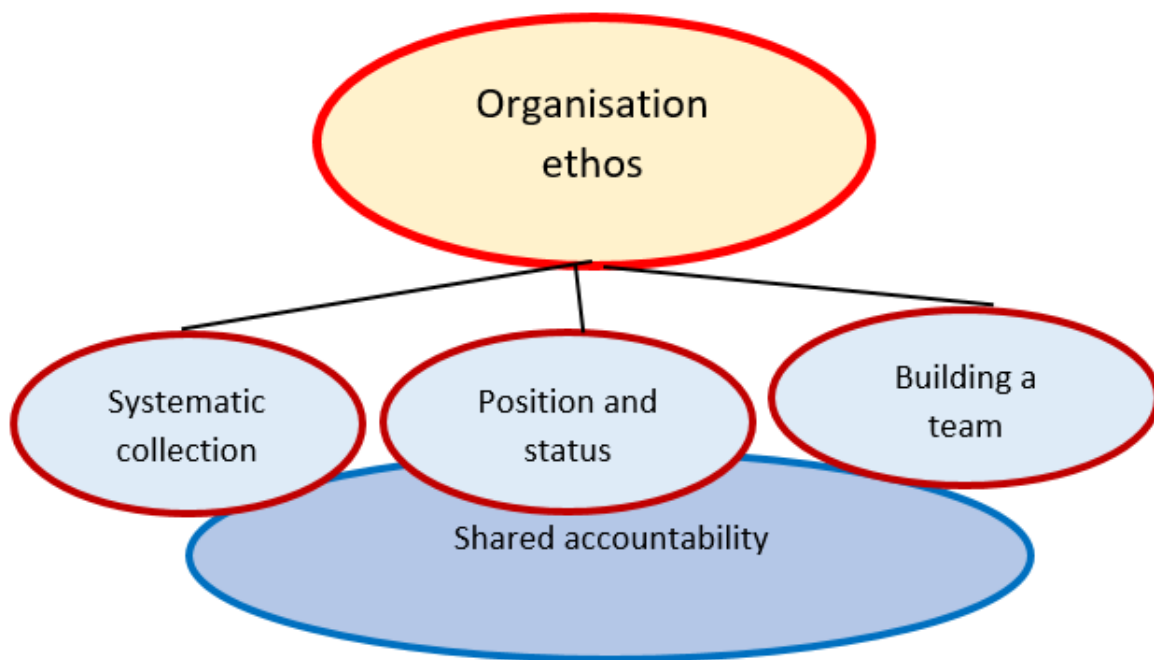 Organisation
ethos
Systematic
collection
Position and
status
Building a
team
Shared accountability